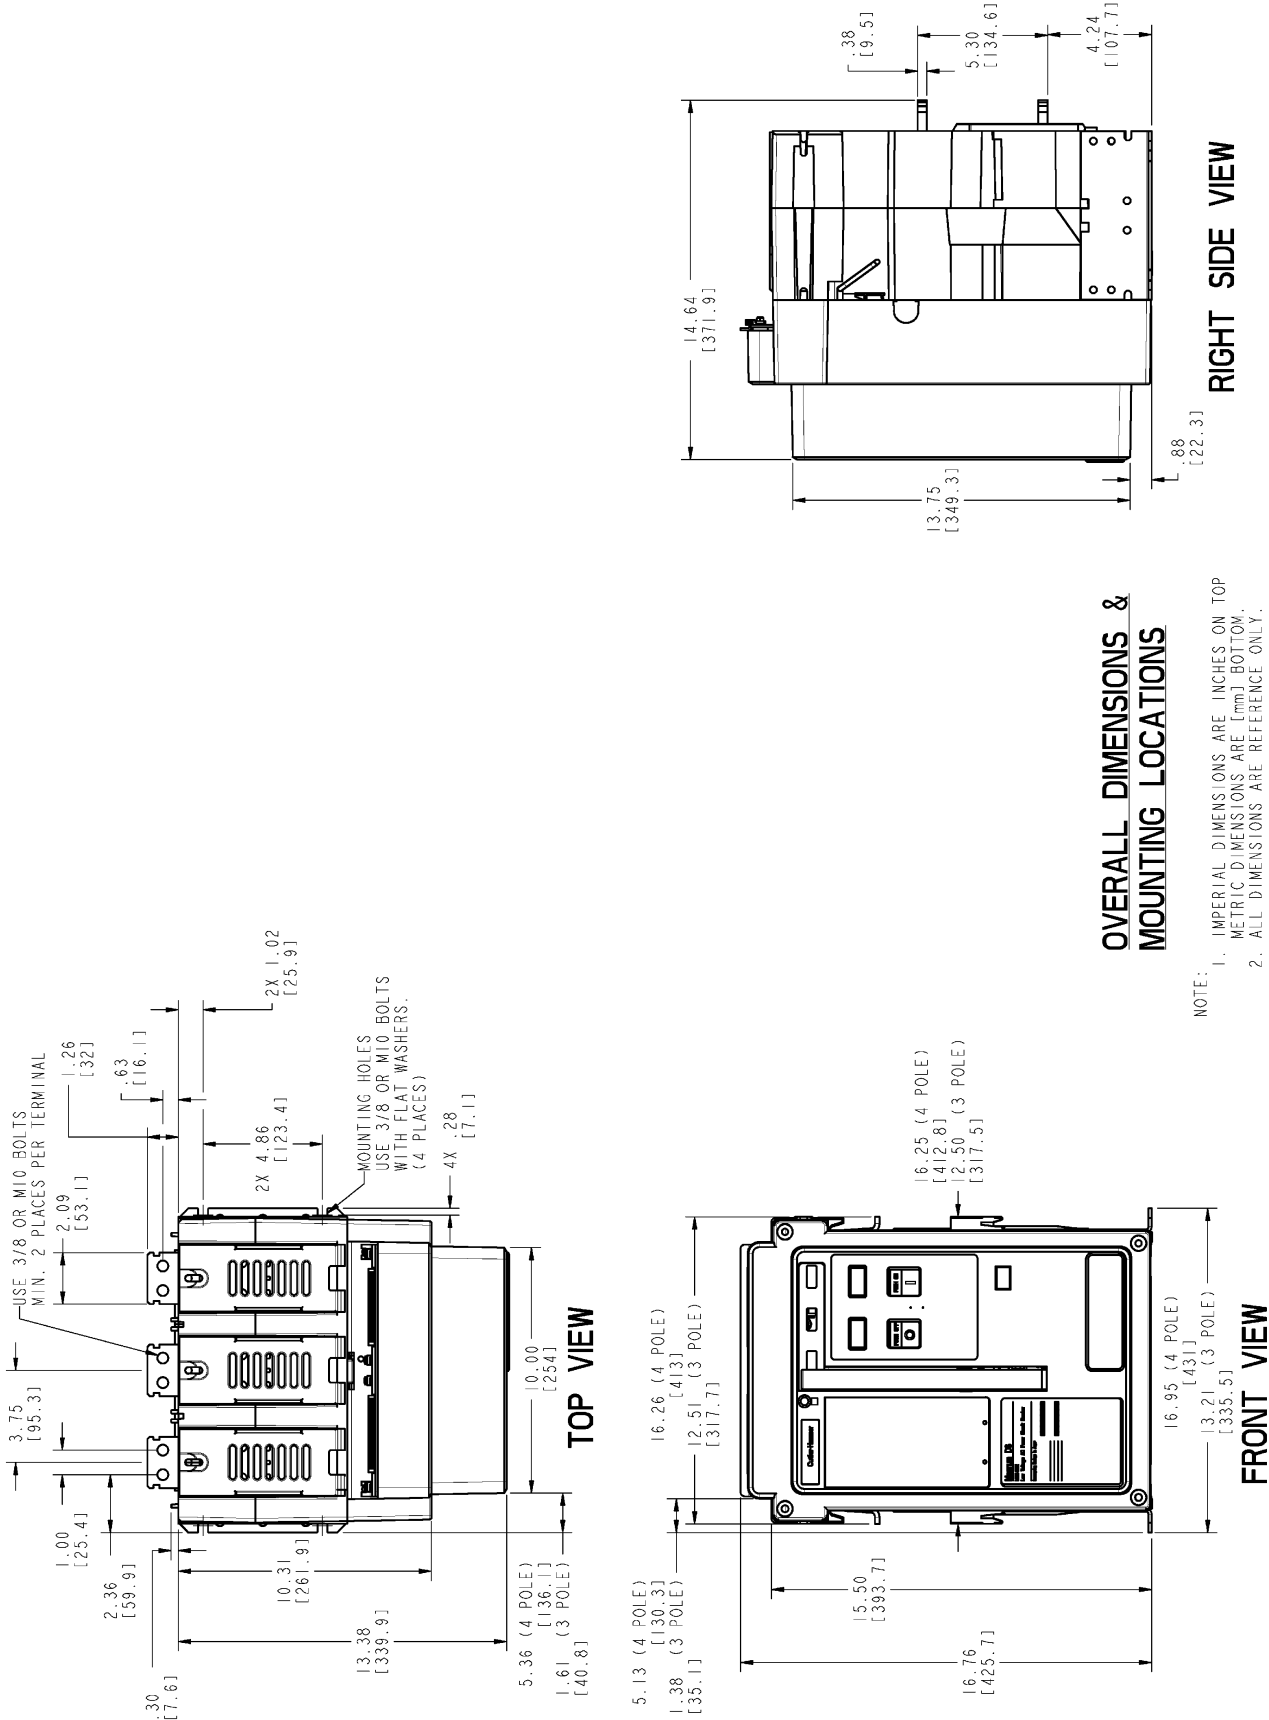 USE 3/8 OR M10 BOLTS
MIN. 2 PLACES PER TERMINAL
3.75
[95.3]
2.09
[53.1]
1.26
[32]
.63
[16.1]
2X 1.02
[25.9]
1.00
[25.4]
2.36
[59.9]
.30
[7.6]
2X 4.86
[123.4]
MOUNTING HOLES
USE 3/8 OR M10 BOLTS
WITH FLAT WASHERS.
(4 PLACES)
4X .28
[7.1]
10.31
[261.9]
13.38
[339.9]
5.36 (4 POLE)
[136.1]
1.61 (3 POLE)
[40.8]
10.00
[254]
TOP VIEW
5.13 (4 POLE)
[130.3]
1.38 (3 POLE)
[35.1]
16.26 (4 POLE)
[413]
12.51 (3 POLE)
[317.7]
16.25 (4 POLE)
[412.8]
12.50 (3 POLE)
[317.5]
15.50
[393.7]
16.76
[425.7]
Cutler-Hammer
PUSH OFF
PUSH ON
16.95 (4 POLE)
[431]
13.21 (3 POLE)
[335.5]
FRONT VIEW
.38
[9.5]
5.30
[134.6]
4.24
[107.7]
14.64
[371.9]
13.75
[349.3]
.88
[22.3]
RIGHT SIDE VIEW
OVERALL DIMENSIONS &
MOUNTING LOCATIONS
NOTE:
1. IMPERIAL DIMENSIONS ARE INCHES ON TOP
METRIC DIMENSIONS ARE [mm] BOTTOM.
2. ALL DIMENSIONS ARE REFERENCE ONLY.